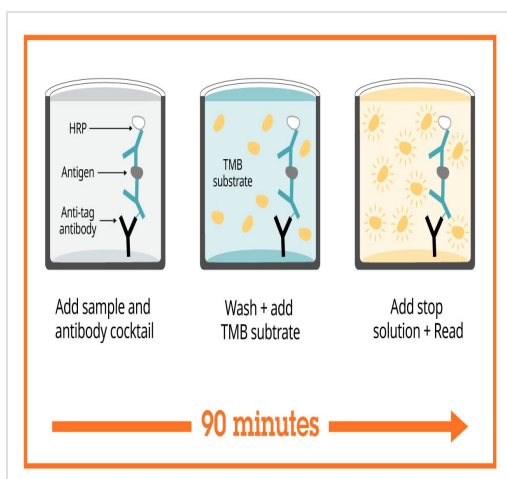 HRP
Antigen
Anti-tag
antibody
TMB
substrate
Add sample and
antibody cocktail
Wash + add
TMB subtrate
Add stop
solution + Read
90 minutes